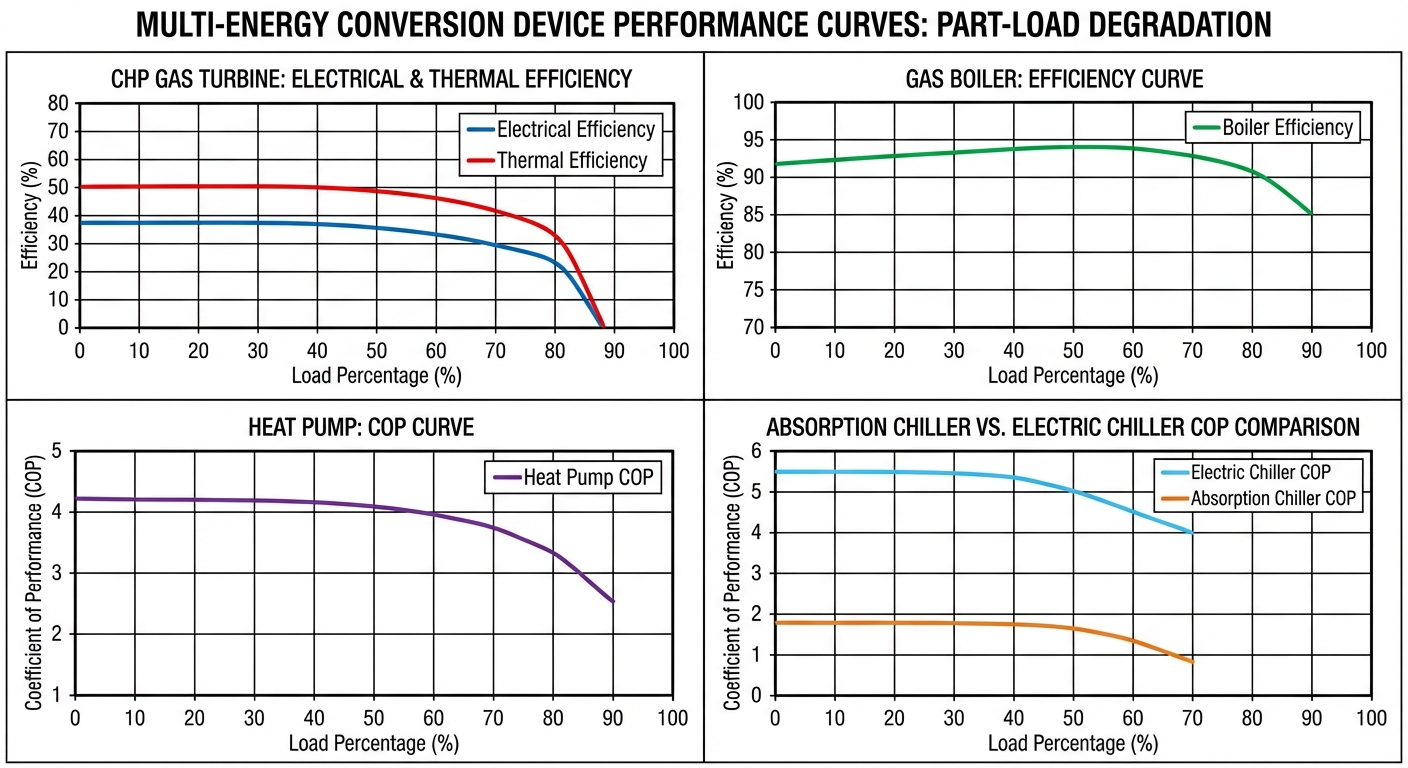 MULTI-ENERGY CONVERSION DEVICE PERFORMANCE CURVES: PART-LOAD DEGRADATION
CHP GAS TURBINE: ELECTRICAL & THERMAL EFFICIENCY
Efficiency (%)
80
70
60
50
40
30
20
10
0
Electrical Efficiency
Thermal Efficiency
0 10 20 30 40 50 60 70 80 90 100
Load Percentage (%)
GAS BOILER: EFFICIENCY CURVE
Efficiency (%)
100
95
90
85
80
75
70
Boiler Efficiency
0 10 20 30 40 50 60 70 80 90 100
Load Percentage (%)
HEAT PUMP: COP CURVE
Coefficient of Performance (COP)
5
4
3
2
1
Heat Pump COP
0 10 20 30 40 50 60 70 80 90 100
Load Percentage (%)
ABSORPTION CHILLER VS. ELECTRIC CHILLER COP COMPARISON
Coefficient of Performance (COP)
6
5
4
3
2
1
0
Electric Chiller COP
Absorption Chiller COP
0 10 20 30 40 50 60 70 80 90 100
Load Percentage (%)